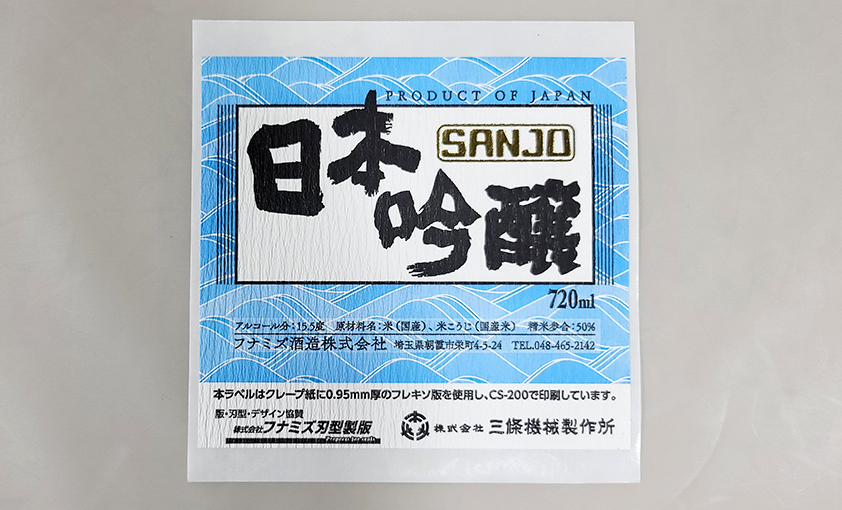 PRODUCT OF JAPAN
SANJO
日本
吟醸
720ml
アルコール分:15.5度 原材料名:米(国産)、米こうじ(国産米) 精米歩合:50%
フナミズ酒造株式会社 埼玉県朝霞市栄町4-5-24 TEL.048-465-2142
本ラベルはクレープ紙に0.95mm厚のフレキソ版を使用し、CS-200で印刷しています。
版・刃型・デザイン協賛
株式会社フナミズ刃型製版
株式会社 三條機械製作所